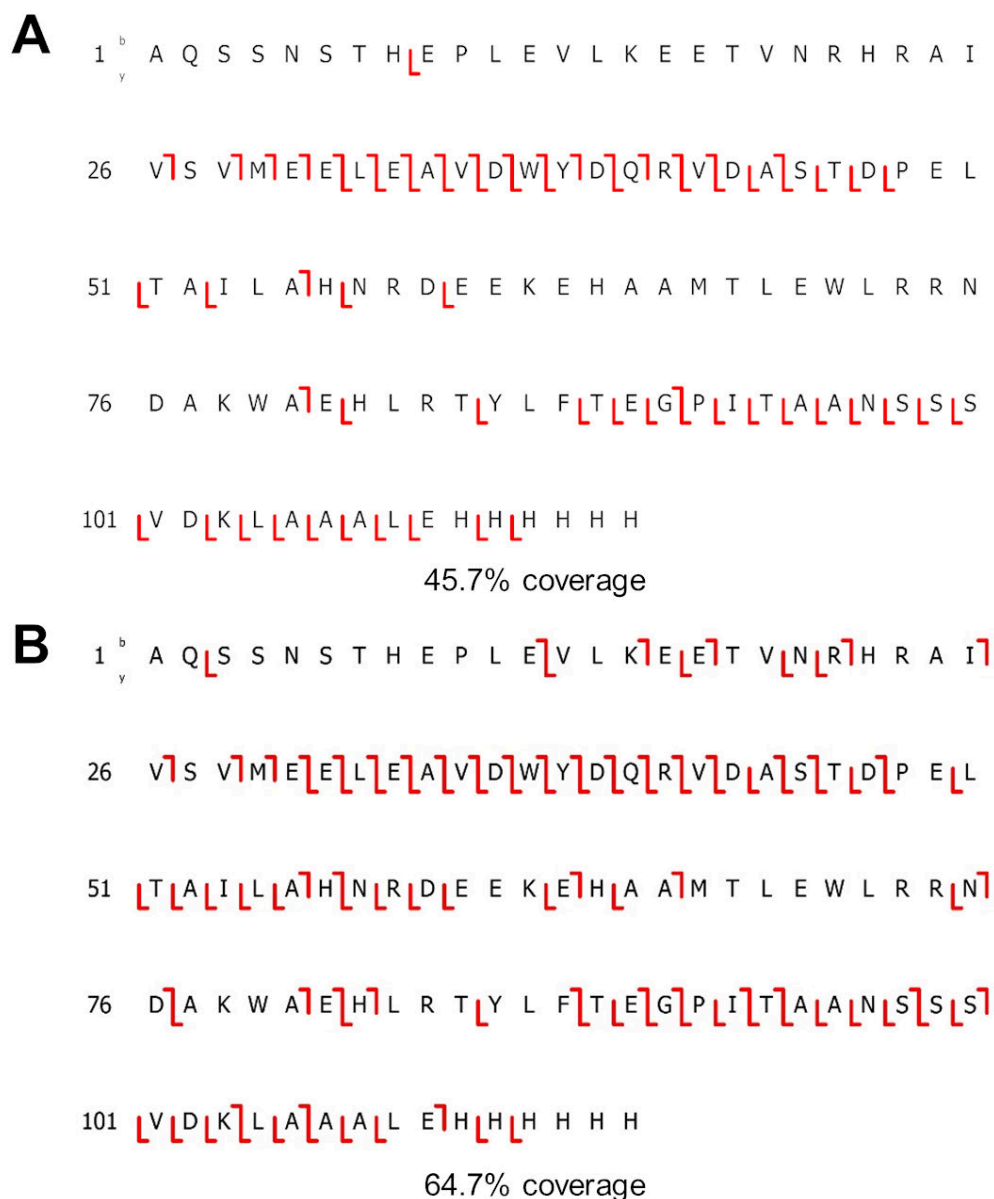 A
1 b y A Q S S N S T H E P L E V L K E E T V N R H R A I
26 V S V M E E L E A V D W Y D Q R V D A S T D P E L
51 T A I L A H N R D E E K E H A A M T L E W L R R N
76 D A K W A E H L R T Y L F T E G P I T A A N S S S
101 V D K L A A A L E H H H H H H
45.7% coverage
B
1 b y A Q S S N S T H E P L E V L K E E T V N R H R A I
26 V S V M E E L E A V D W Y D Q R V D A S T D P E L
51 T A I L A H N R D E E K E H A A M T L E W L R R N
76 D A K W A E H L R T Y L F T E G P I T A A N S S S
101 V D K L A A A L E H H H H H H
64.7% coverage